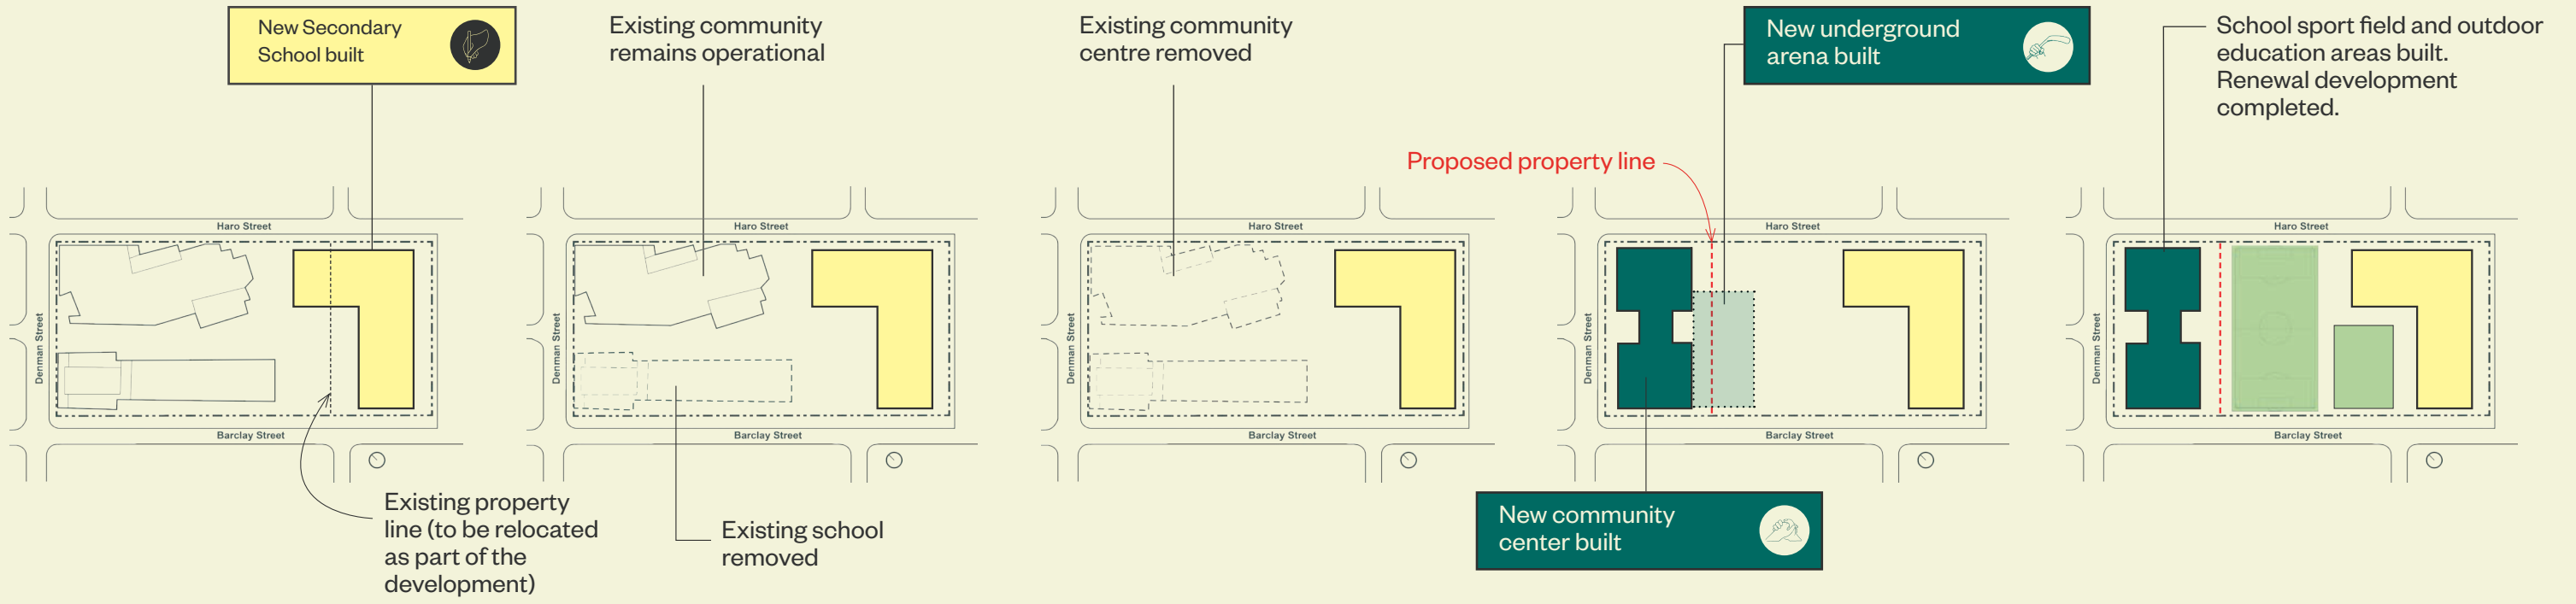 New Secondary
School built
Existing community
remains operational
Existing community
centre removed
New underground
arena built
School sport field and outdoor
education areas built.
Renewal development
completed.
Proposed property line
Haro Street
Denman Street
Barclay Street
Haro Street
Denman Street
Barclay Street
Haro Street
Denman Street
Barclay Street
Haro Street
Denman Street
Barclay Street
Haro Street
Denman Street
Barclay Street
Existing property
line (to be relocated
as part of the
development)
Existing school
removed
New community
center built